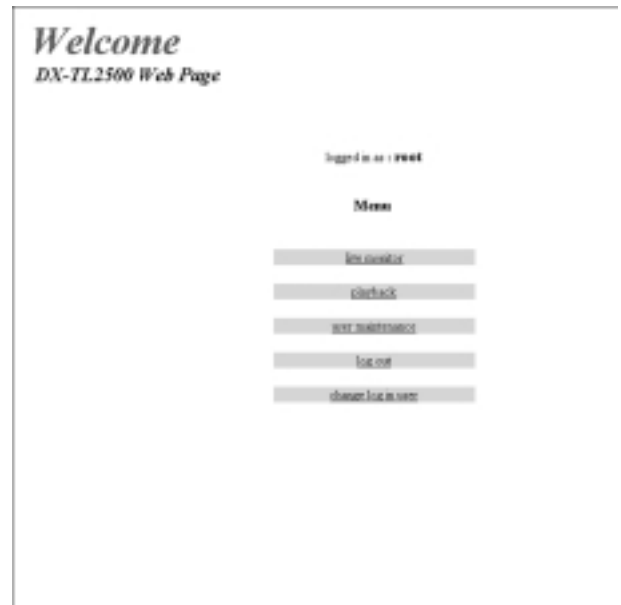 Welcome
DX-TL2500 Web Page
logged in as : root
Menu
live monitor
playback
user maintenance
log out
change log in user